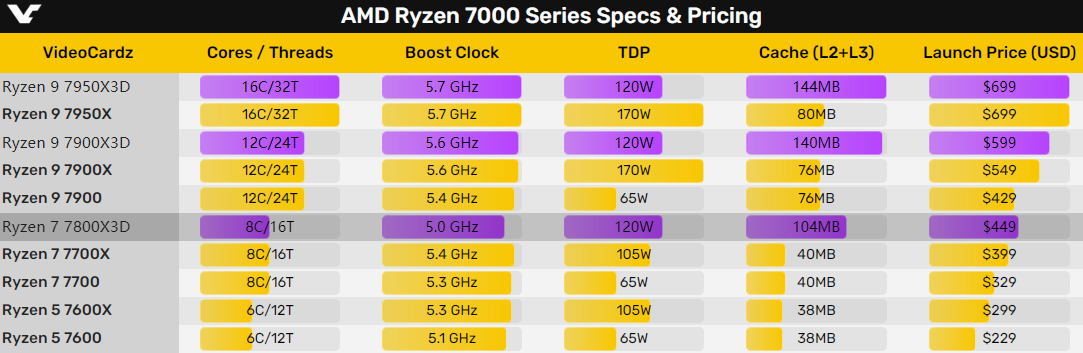 AMD Ryzen 7000 Series Specs & Pricing
VideoCardz Cores / Threads Boost Clock TDP Cache (L2+L3) Launch Price (USD)
Ryzen 9 7950X3D 16C/32T 5.7 GHz 120W 144MB $699
Ryzen 9 7950X 16C/32T 5.7 GHz 170W 80MB $699
Ryzen 9 7900X3D 12C/24T 5.6 GHz 120W 140MB $599
Ryzen 9 7900X 12C/24T 5.6 GHz 170W 76MB $549
Ryzen 9 7900 12C/24T 5.4 GHz 65W 76MB $429
Ryzen 7 7800X3D 8C/16T 5.0 GHz 120W 104MB $449
Ryzen 7 7700X 8C/16T 5.4 GHz 105W 40MB $399
Ryzen 7 7700 8C/16T 5.3 GHz 65W 40MB $329
Ryzen 5 7600X 6C/12T 5.3 GHz 105W 38MB $299
Ryzen 5 7600 6C/12T 5.1 GHz 65W 38MB $229